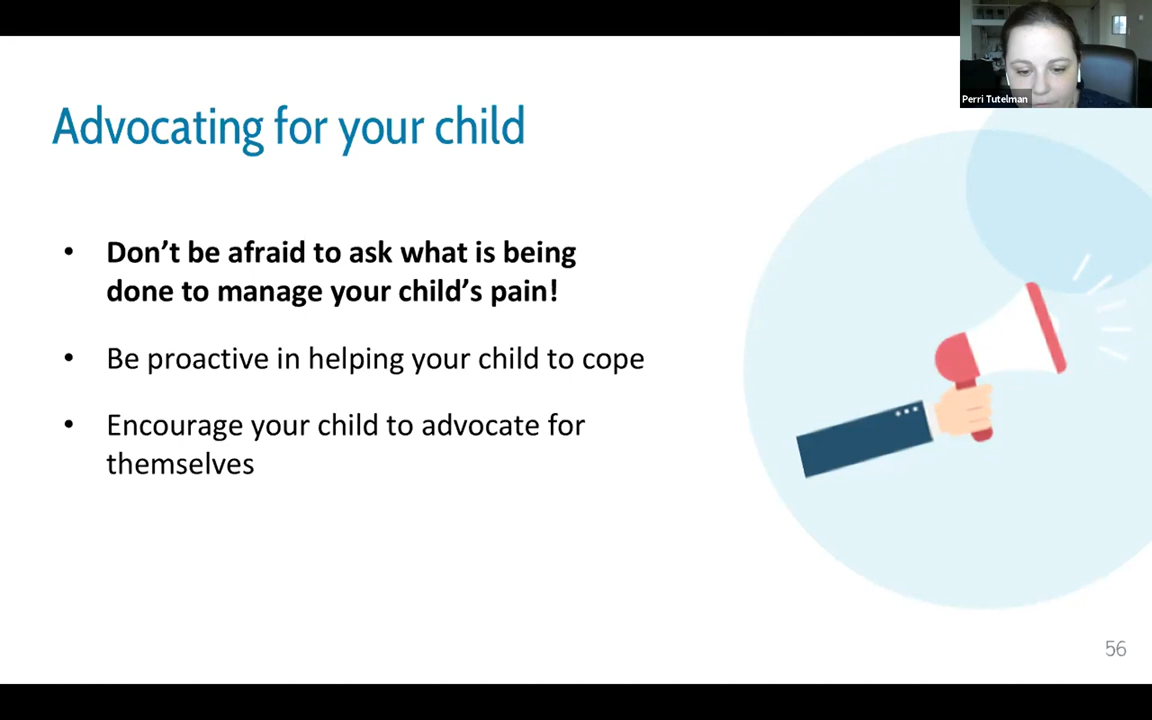 Perri Tutelman
Advocating for your child
• Don’t be afraid to ask what is being
done to manage your child’s pain!
• Be proactive in helping your child to cope
• Encourage your child to advocate for
themselves
56